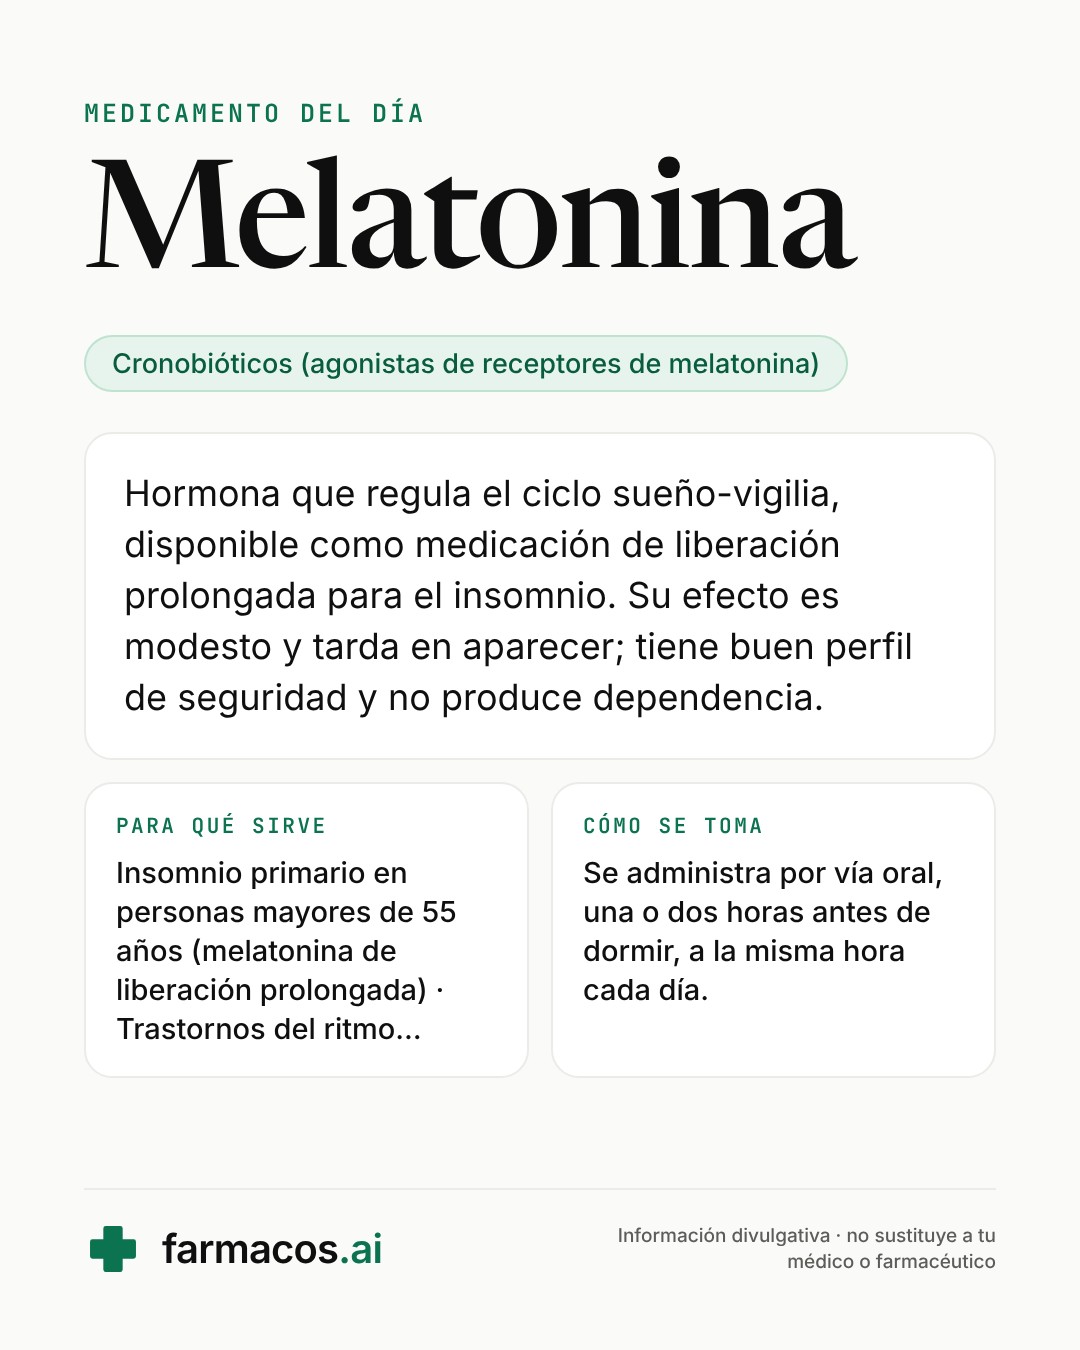 MEDICAMENTO DEL DÍA
Melatonina
Cronobióticos (agonistas de receptores de melatonina)
Hormona que regula el ciclo sueño-vigilia,
disponible como medicación de liberación
prolongada para el insomnio. Su efecto es
modesto y tarda en aparecer; tiene buen perfil
de seguridad y no produce dependencia.
PARA QUÉ SIRVE
Insomnio primario en
personas mayores de 55
años (melatonina de
liberación prolongada) ·
Trastornos del ritmo...
CÓMO SE TOMA
Se administra por vía oral,
una o dos horas antes de
dormir, a la misma hora
cada día.
farmacos.ai
Información divulgativa · no sustituye a tu
médico o farmacéutico